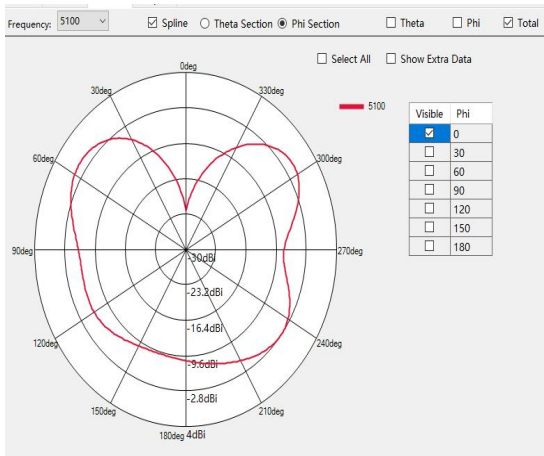 Frequency: 5100 Spline Theta Section Phi Section Theta Phi Total
Select All Show Extra Data
0deg
30deg 330deg
5100
Visible Phi
0
30
60
90
120
150
180
60deg 300deg
90deg 270deg
-30dBi
-23.2dBi
-16.4dBi
120deg 240deg
-9.6dBi
-2.8dBi
150deg 210deg
180deg 4dBi